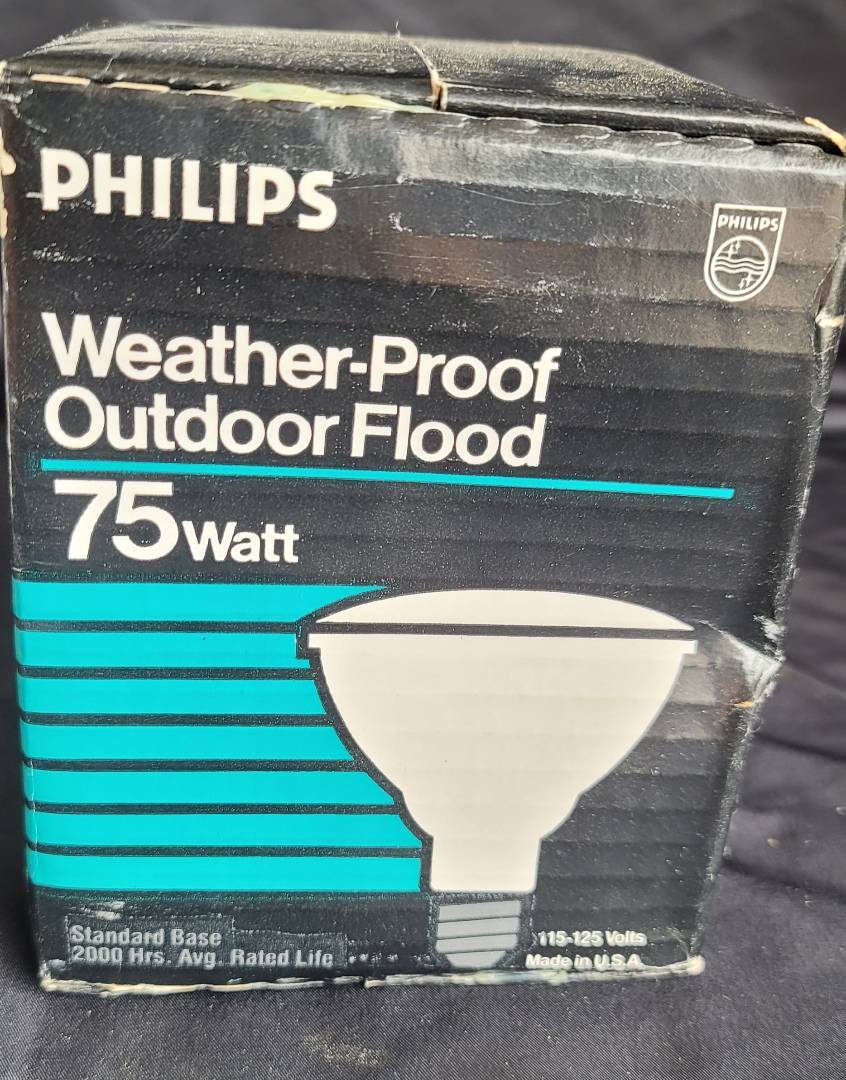 PHILIPS
PHILIPS
Weather-Proof
Outdoor Flood
75 Watt
Standard Base
2000 Hrs. Avg. Rated Life
115-125 Volts
Made in U.S.A.